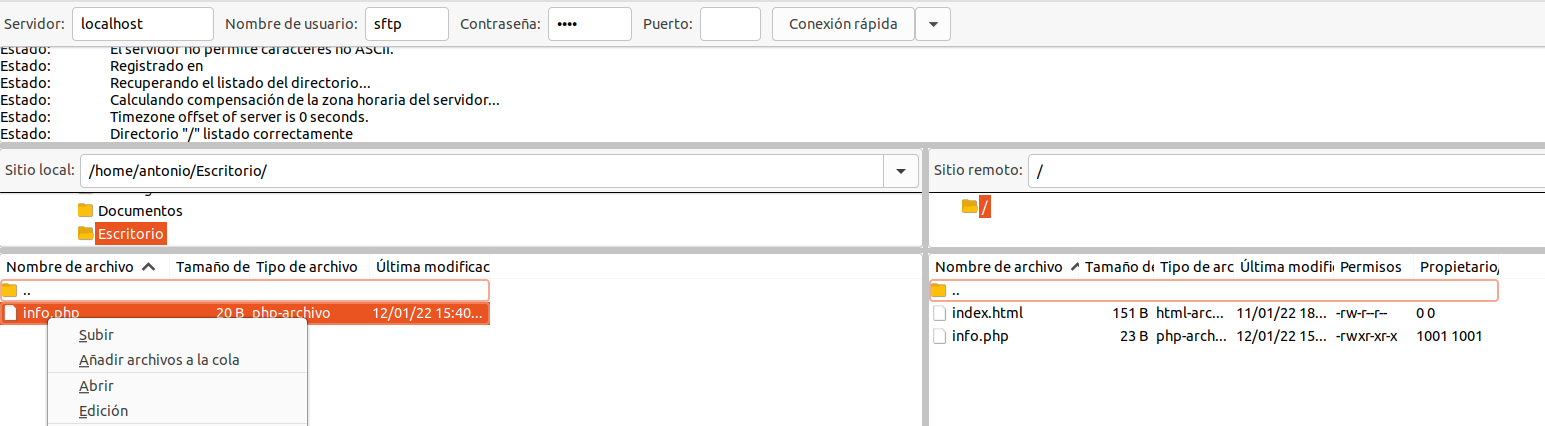 Servidor: localhost Nombre de usuario: sftp Contraseña: •••• Puerto: Conexión rápida
Estado: El servidor no permite caracteres no ASCII.
Estado: Registrado en
Estado: Recuperando el listado del directorio...
Estado: Calculando compensación de la zona horaria del servidor...
Estado: Timezone offset of server is 0 seconds.
Estado: Directorio "/" listado correctamente
Sitio local: /home/antonio/Escritorio/
Documentos
Escritorio
Nombre de archivo Tamaño de Tipo de archivo Última modificac
..
info.php 20 B php-archivo 12/01/22 15:40...
Subir
Añadir archivos a la cola
Abrir
Edición
Sitio remoto: /
/
Nombre de archivo Tamaño de Tipo de arc Última modifi Permisos Propietario/
..
index.html 151 B html-arc... 11/01/22 18... -rw-r--r-- 0 0
info.php 23 B php-arch... 12/01/22 15... -rwxr-xr-x 1001 1001